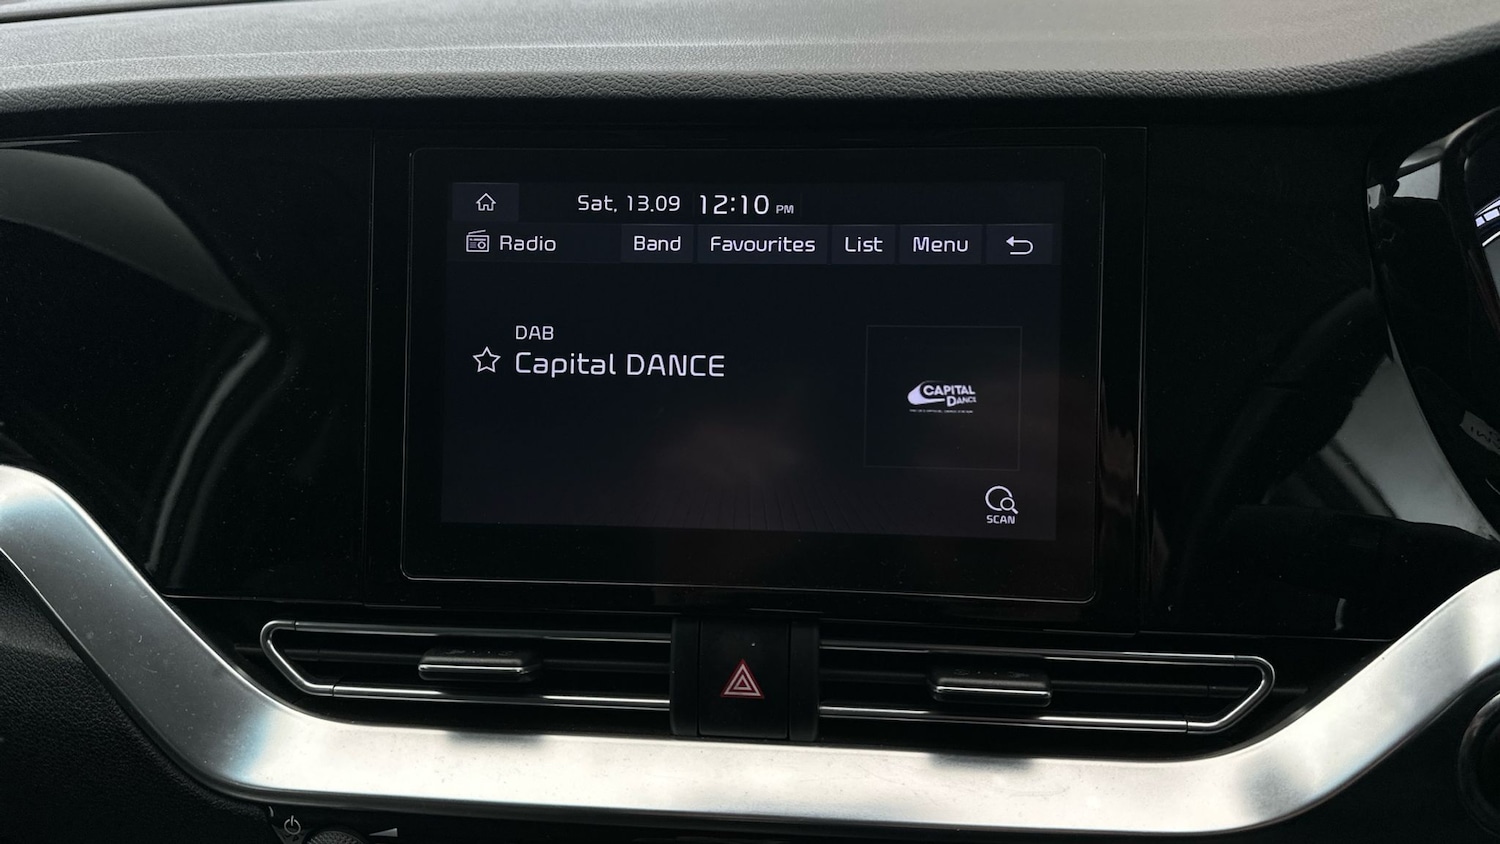 Sat, 13.09 12:10 PM
Radio Band Favourites List Menu
DAB
Capital DANCE
CAPITAL
DANCE
SCAN